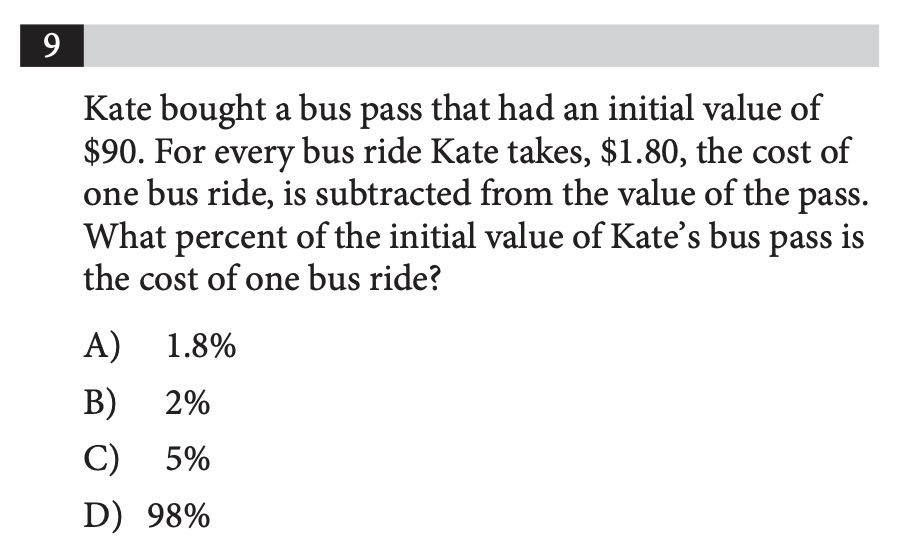 9
Kate bought a bus pass that had an initial value of
$90. For every bus ride Kate takes, $1.80, the cost of
one bus ride, is subtracted from the value of the pass.
What percent of the initial value of Kate’s bus pass is
the cost of one bus ride?
A) 1.8%
B) 2%
C) 5%
D) 98%